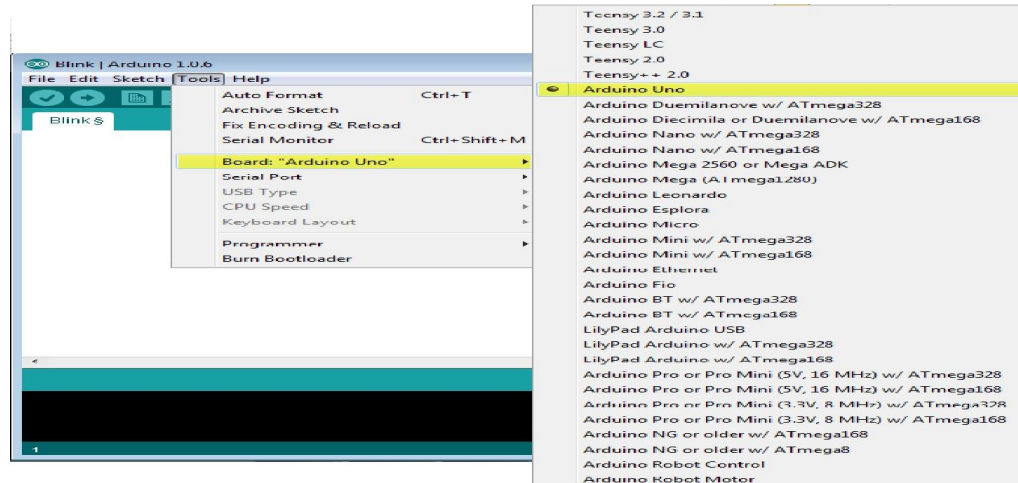 Blink | Arduino 1.0.6
File Edit Sketch Tools Help
Blink §
Auto Format Ctrl+T
Archive Sketch
Fix Encoding & Reload
Serial Monitor Ctrl+Shift+M
Board: "Arduino Uno"
Serial Port
USB Type
CPU Speed
Keyboard Layout
Programmer
Burn Bootloader
1
Teensy 3.2 / 3.1
Teensy 3.0
Teensy LC
Teensy 2.0
Teensy++ 2.0
Arduino Uno
Arduino Duemilanove w/ ATmega328
Arduino Diecimila or Duemilanove w/ ATmega168
Arduino Nano w/ ATmega328
Arduino Nano w/ ATmega168
Arduino Mega 2560 or Mega ADK
Arduino Mega (ATmega1280)
Arduino Leonardo
Arduino Esplora
Arduino Micro
Arduino Mini w/ ATmega328
Arduino Mini w/ ATmega168
Arduino Ethernet
Arduino Fio
Arduino BT w/ ATmega328
Arduino BT w/ ATmega168
LilyPad Arduino USB
LilyPad Arduino w/ ATmega328
LilyPad Arduino w/ ATmega168
Arduino Pro or Pro Mini (5V, 16 MHz) w/ ATmega328
Arduino Pro or Pro Mini (5V, 16 MHz) w/ ATmega168
Arduino Pro or Pro Mini (3.3V, 8 MHz) w/ ATmega328
Arduino Pro or Pro Mini (3.3V, 8 MHz) w/ ATmega168
Arduino NG or older w/ ATmega168
Arduino NG or older w/ ATmega8
Arduino Robot Control
Arduino Robot Motor